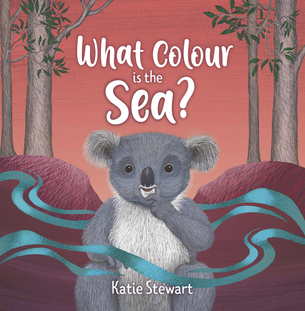 What Colour
is the
Sea?
Katie Stewart